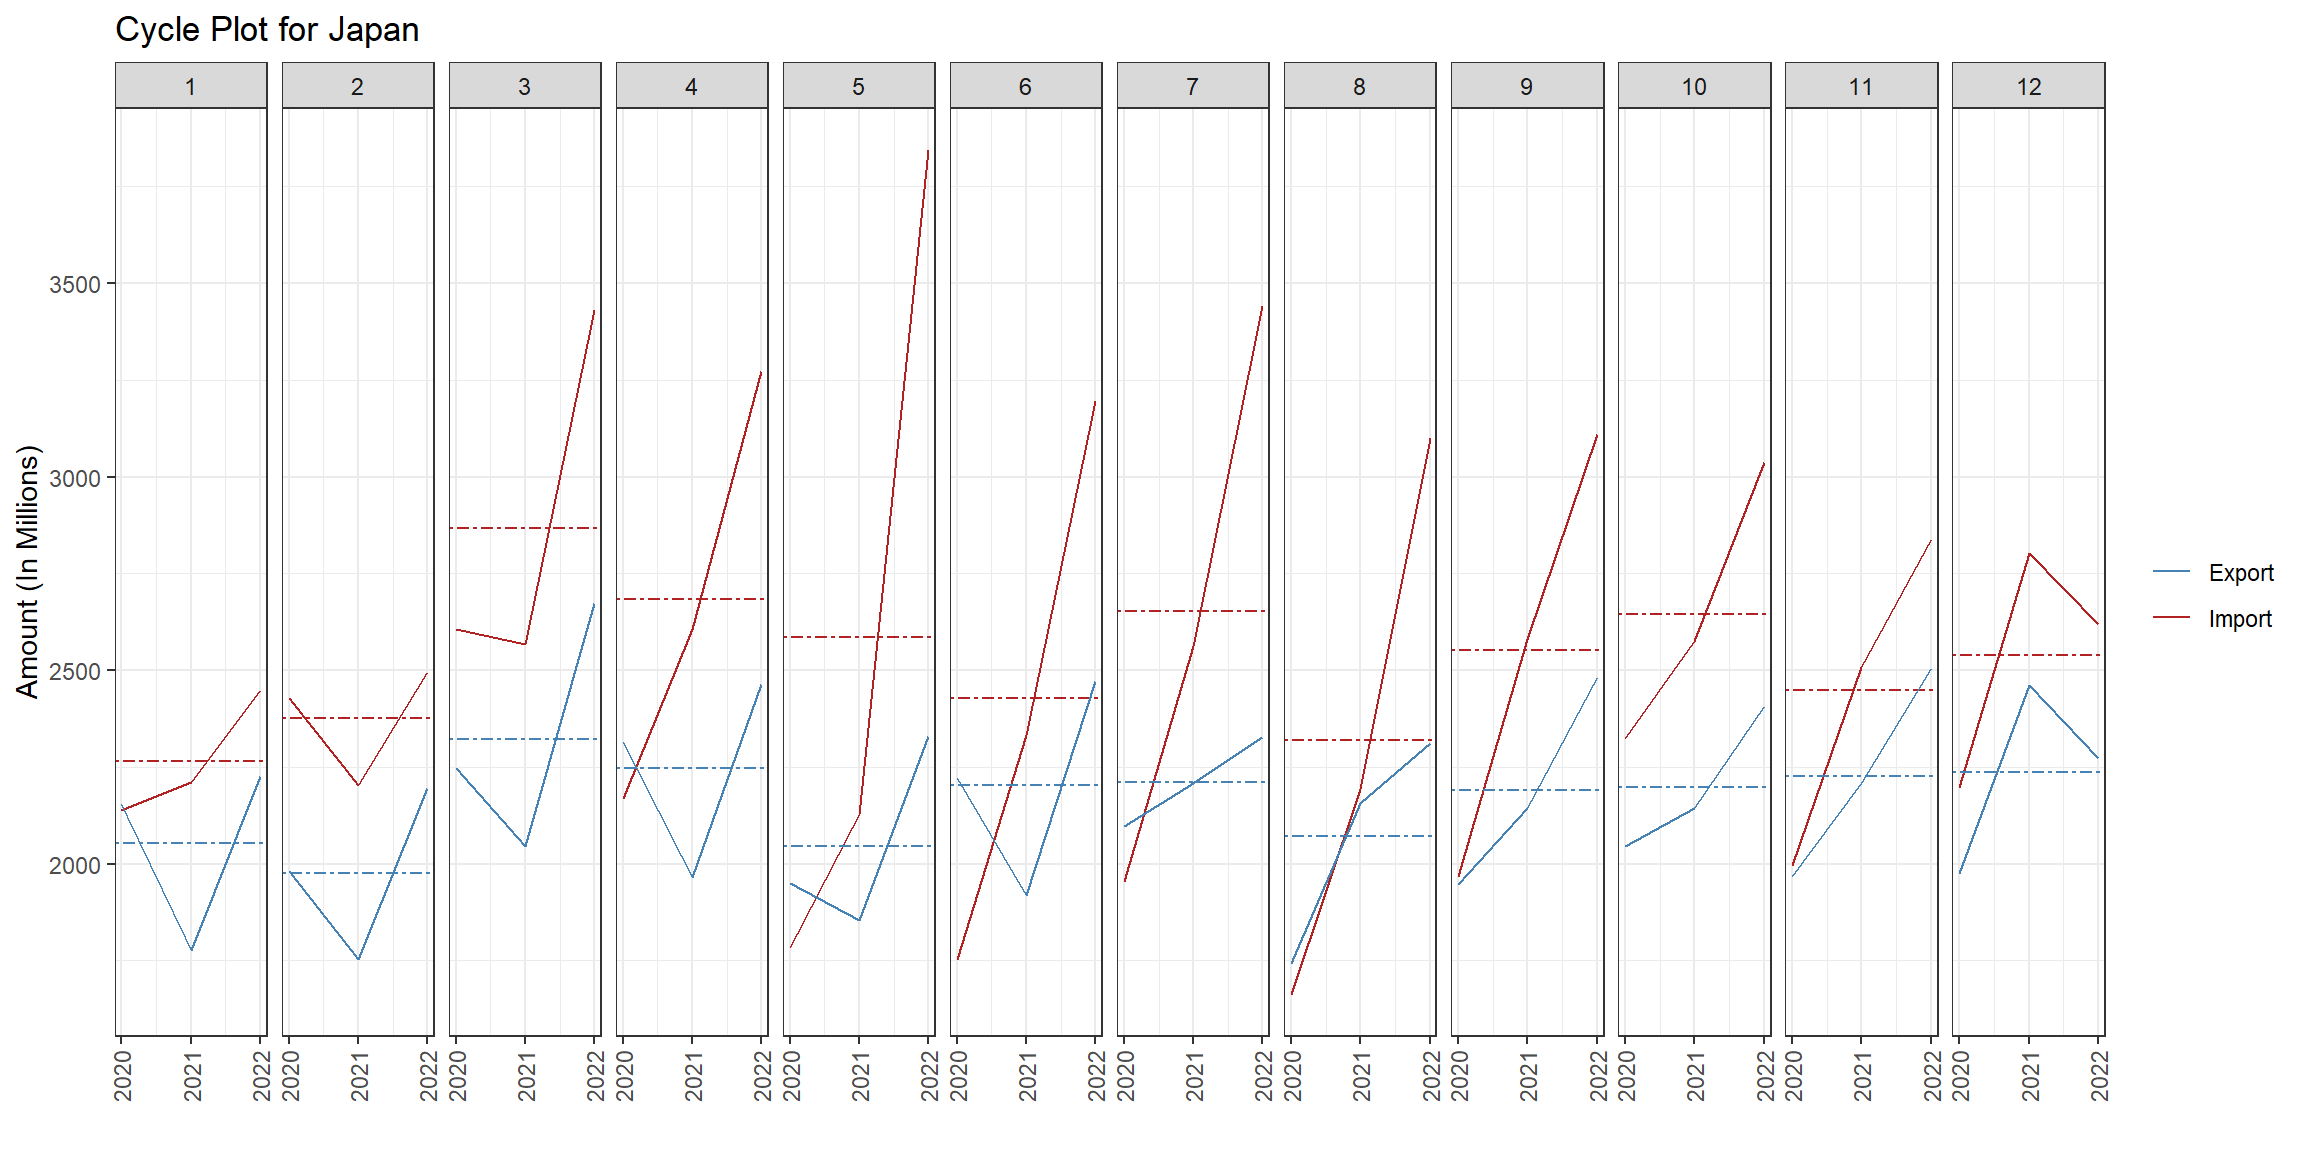 Cycle Plot for Japan
1 2 3 4 5 6 7 8 9 10 11 12
3500
3000
2500
2000
Amount (In Millions)
Export
Import
2020 2021 2022 2020 2021 2022 2020 2021 2022 2020 2021 2022 2020 2021 2022 2020 2021 2022 2020 2021 2022 2020 2021 2022 2020 2021 2022 2020 2021 2022 2020 2021 2022 2020 2021 2022